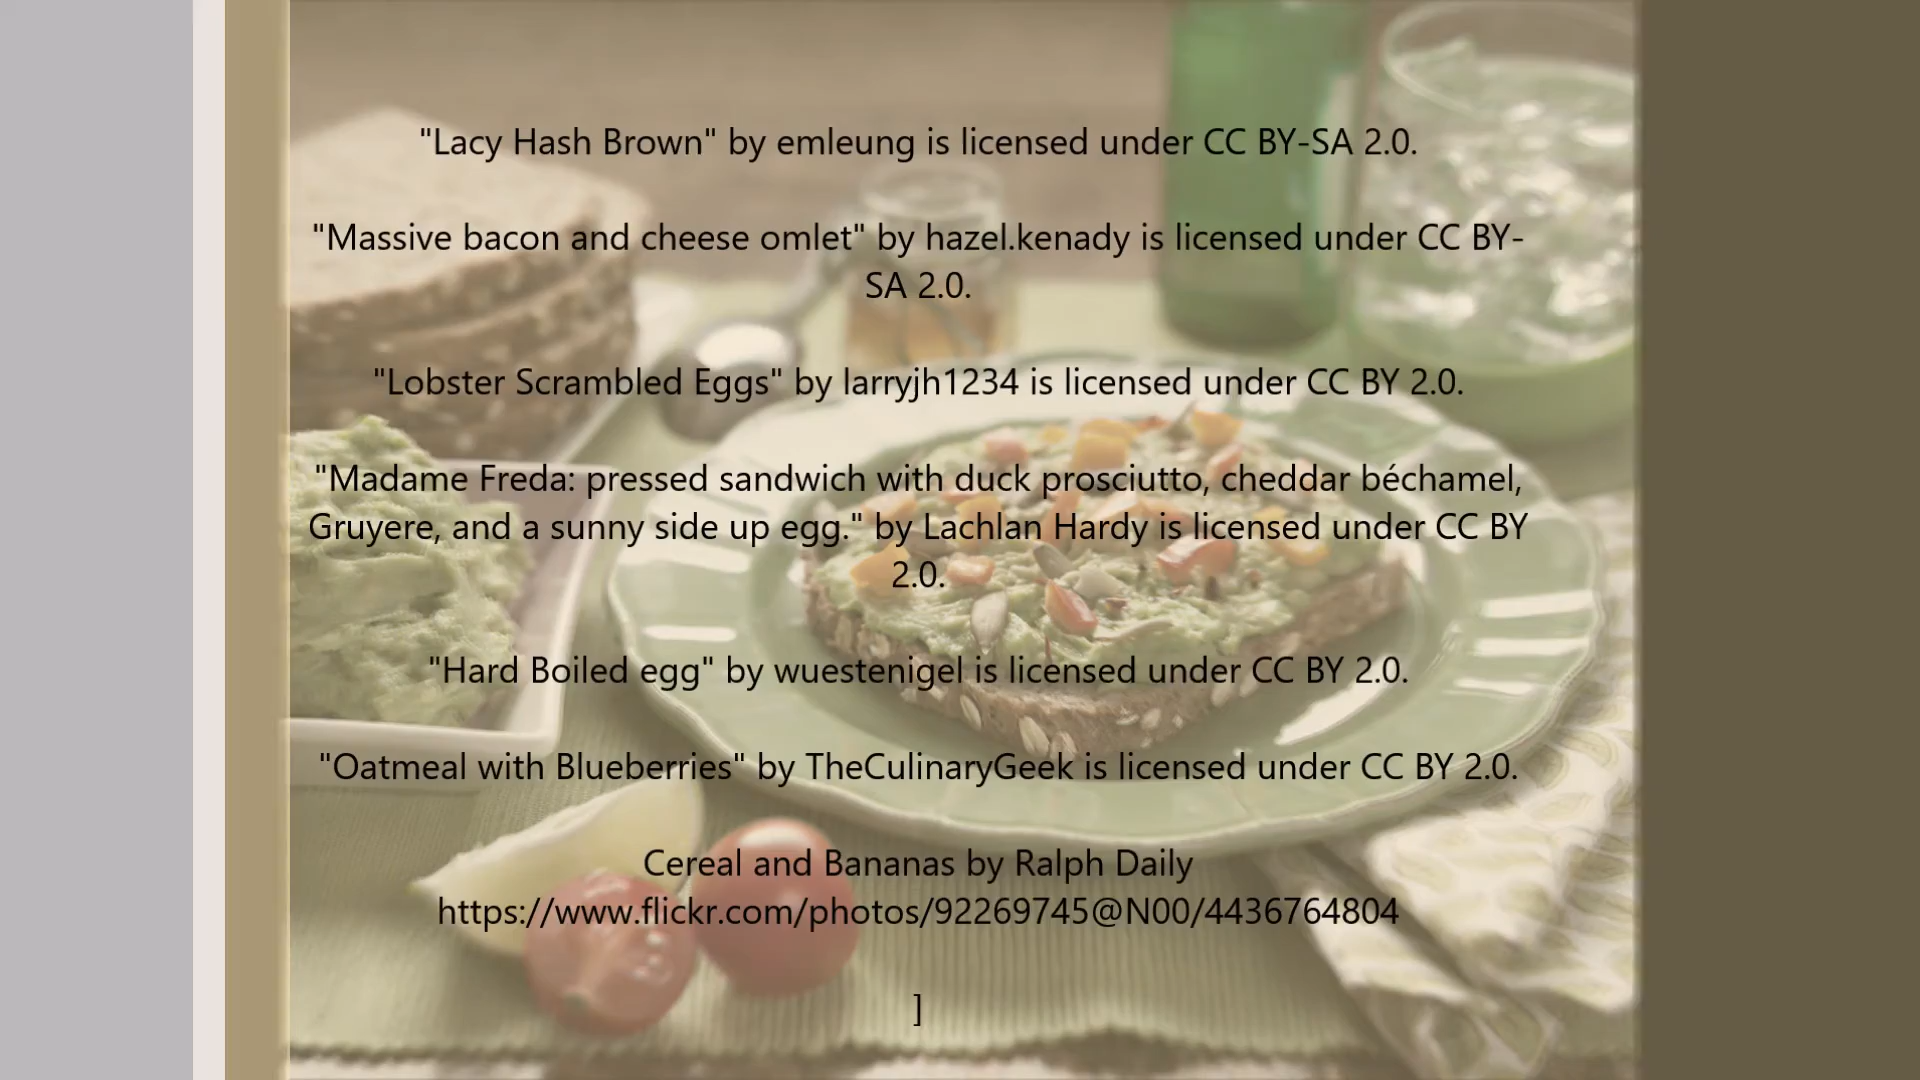 "Lacy Hash Brown" by emleung is licensed under CC BY-SA 2.0.
"Massive bacon and cheese omlet" by hazel.kenady is licensed under CC BY-
SA 2.0.
"Lobster Scrambled Eggs" by larryjh1234 is licensed under CC BY 2.0.
"Madame Freda: pressed sandwich with duck prosciutto, cheddar béchamel,
Gruyere, and a sunny side up egg." by Lachlan Hardy is licensed under CC BY
2.0.
"Hard Boiled egg" by wuestenigel is licensed under CC BY 2.0.
"Oatmeal with Blueberries" by TheCulinaryGeek is licensed under CC BY 2.0.
Cereal and Bananas by Ralph Daily
https://www.flickr.com/photos/92269745@N00/4436764804
]